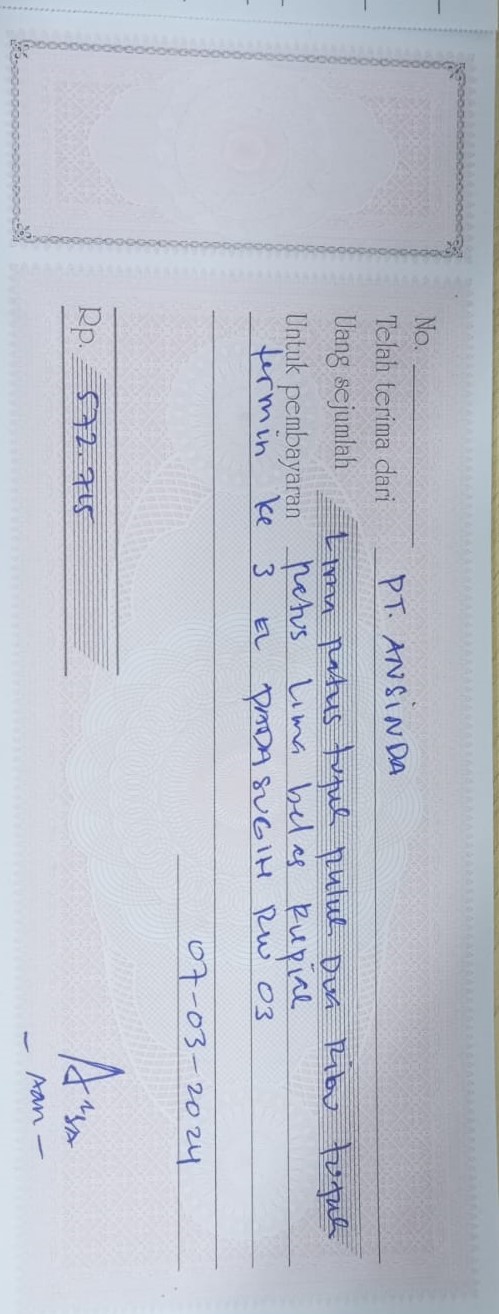 No.
Telah terima dari PT. ANSINDA
Uang sejumlah Lima ratus tujuh puluh Dua Ribu tujuh
Untuk pembayaran ratus Lima belas Rupiah
termin ke 3 EL PADASUGIH RW 03
07-03-2024
Rp. 572.715
Aan